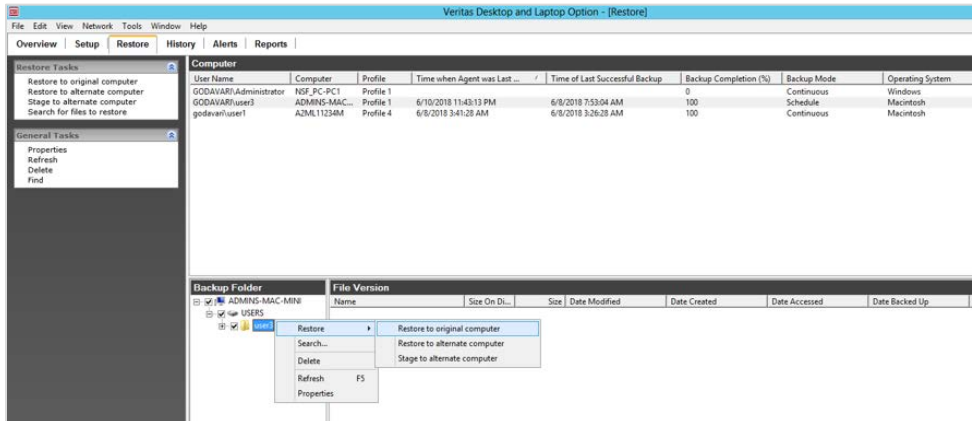 Veritas Desktop and Laptop Option - [Restore]
File Edit View Network Tools Window Help
Overview Setup Restore History Alerts Reports
Restore Tasks
Restore to original computer
Restore to alternate computer
Stage to alternate computer
Search for files to restore
General Tasks
Properties
Refresh
Delete
Find
Computer
User Name Computer Profile Time when Agent was Last ... Time of Last Successful Backup Backup Completion (%) Backup Mode Operating System
GODAVARI\Administrator NSF_PC-PC1 Profile 1 0 Continuous Windows
GODAVARI\user3 ADMINS-MAC... Profile 1 6/10/2018 11:43:13 PM 6/8/2018 7:53:04 AM 100 Schedule Macintosh
godavari\user1 A2ML11234M Profile 4 6/8/2018 3:41:28 AM 6/8/2018 3:26:28 AM 100 Continuous Macintosh
Backup Folder
ADMINS-MAC-MINI
USERS
user3
File Version
Name Size On Di... Size Date Modified Date Created Date Accessed Date Backed Up
Restore
Search...
Delete
Refresh F5
Properties
Restore to original computer
Restore to alternate computer
Stage to alternate computer